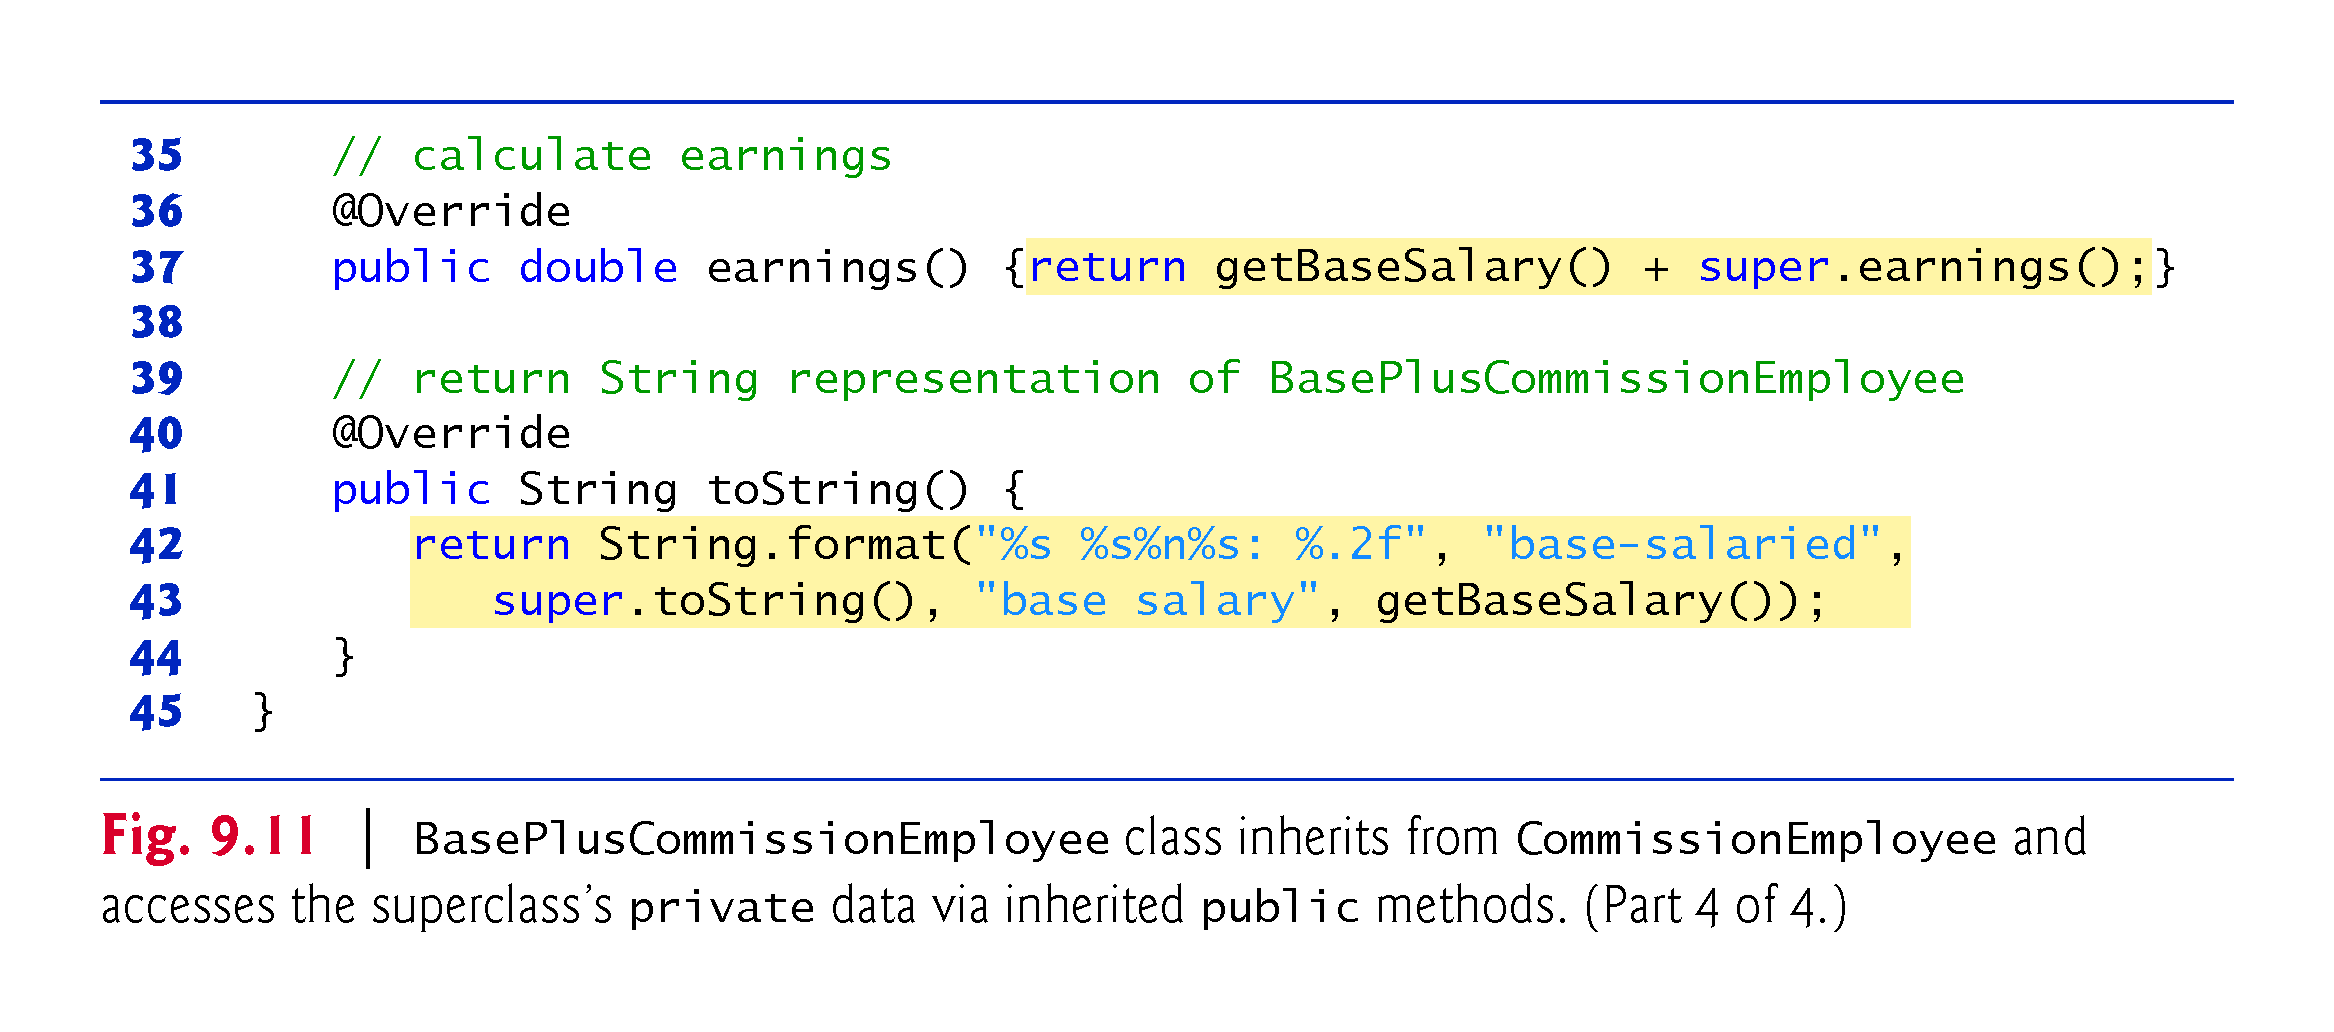 35 // calculate earnings
36 @Override
37 public double earnings() {return getBaseSalary() + super.earnings();}
38
39 // return String representation of BasePlusCommissionEmployee
40 @Override
41 public String toString() {
42 return String.format("%s %s%n%s: %.2f", "base-salaried",
43 super.toString(), "base salary", getBaseSalary());
44 }
45 }
Fig. 9.11 | BasePlusCommissionEmployee class inherits from CommissionEmployee and
accesses the superclass’s private data via inherited public methods. (Part 4 of 4.)